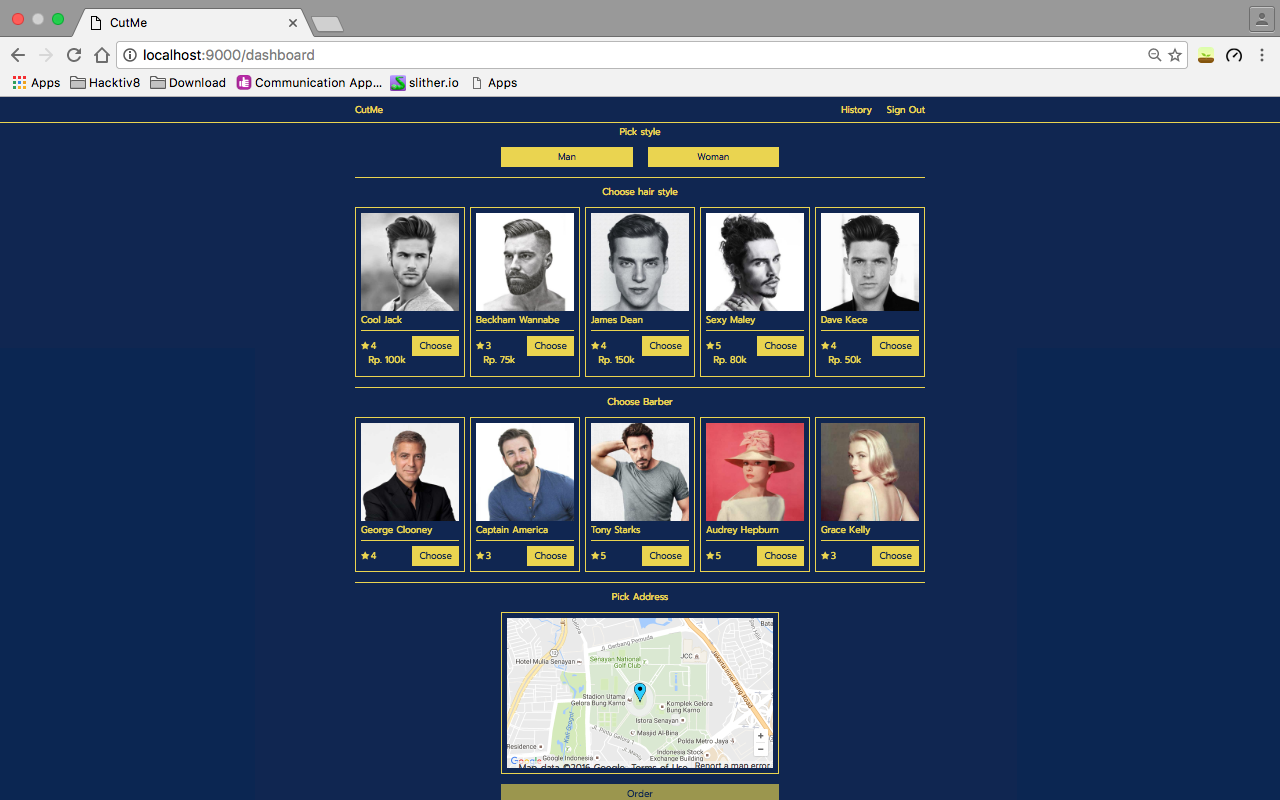 CutMe
localhost:9000/dashboard
Apps Hacktiv8 Download Communication App... slither.io Apps
CutMe History Sign Out
Pick style
Man Woman
Choose hair style
Cool Jack Beckham Wannabe James Dean Sexy Maley Dave Kece
★4 Choose ★3 Choose ★4 Choose ★5 Choose ★4 Choose
Rp. 100k Rp. 75k Rp. 150k Rp. 80k Rp. 50k
Choose Barber
George Clooney Captain America Tony Starks Audrey Hepburn Grace Kelly
★4 Choose ★3 Choose ★5 Choose ★5 Choose ★3 Choose
Pick Address
Jl. Gerbang Pemuda
Hotel Mulia Senayan
Senayan National
Golf Club
JCC
Jakarta Inner Ring Road
Stadion Utama
Gelora Bung Karno
Komplek Gelora
Bung Karno
Istora Senayan
Masjid Al-Bina
Polda Metro Jaya
Residence
Indonesia Stock
Exchange Building
Google Indonesia
+
−
Google
Map data ©2016 Google Terms of Use Report a map error
Order